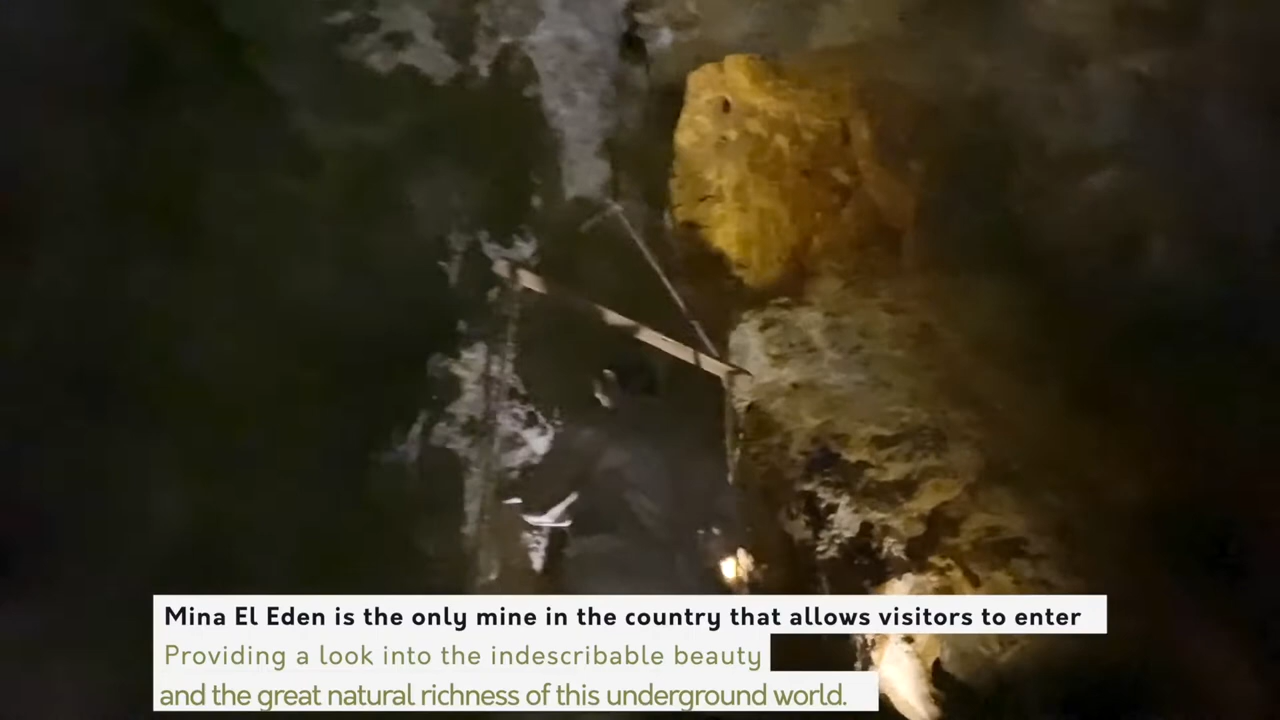 Mina El Eden is the only mine in the country that allows visitors to enter
Providing a look into the indescribable beauty
and the great natural richness of this underground world.